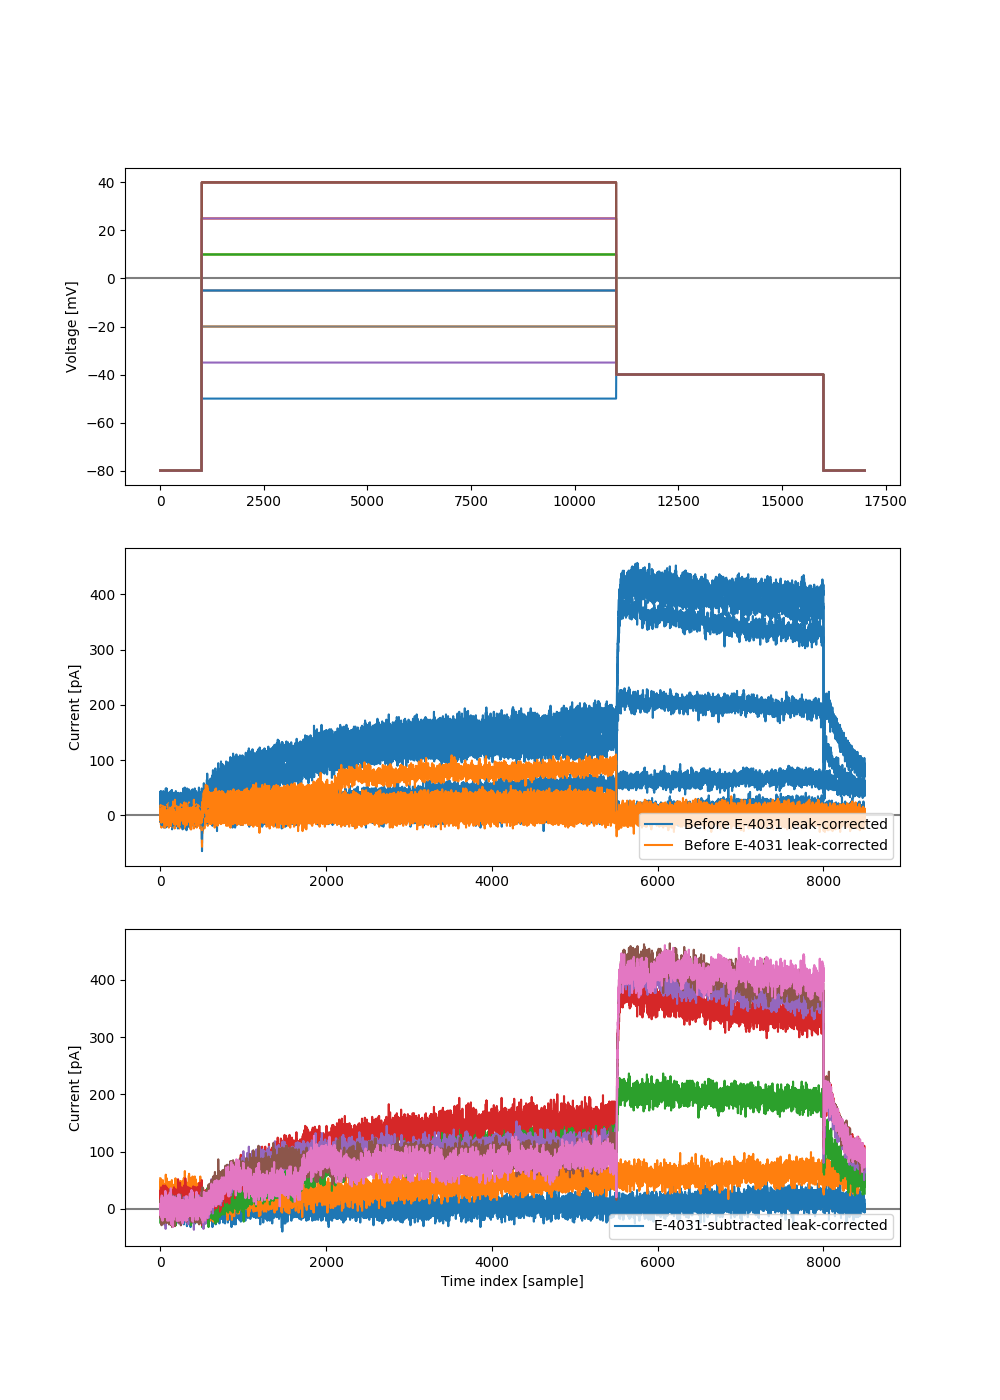 40
20
0
−20
−40
−60
−80
Voltage [mV]
0 2500 5000 7500 10000 12500 15000 17500
400
300
200
100
0
Current [pA]
Before E-4031 leak-corrected
Before E-4031 leak-corrected
0 2000 4000 6000 8000
400
300
200
100
0
Current [pA]
E-4031-subtracted leak-corrected
0 2000 4000 6000 8000
Time index [sample]